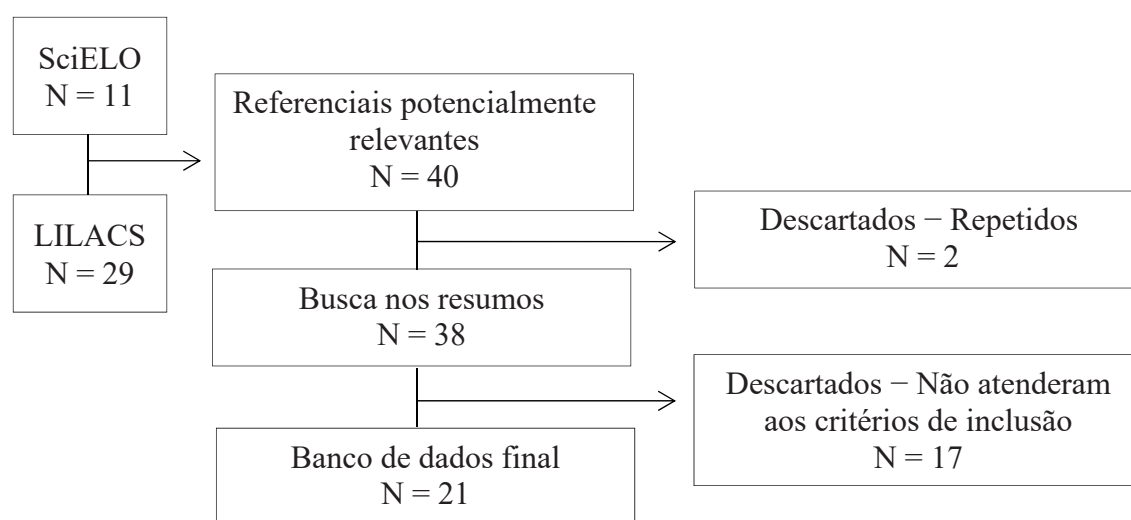 SciELO
N = 11
LILACS
N = 29
Referenciais potencialmente
relevantes
N = 40
Descartados − Repetidos
N = 2
Busca nos resumos
N = 38
Descartados − Não atenderam
aos critérios de inclusão
N = 17
Banco de dados final
N = 21